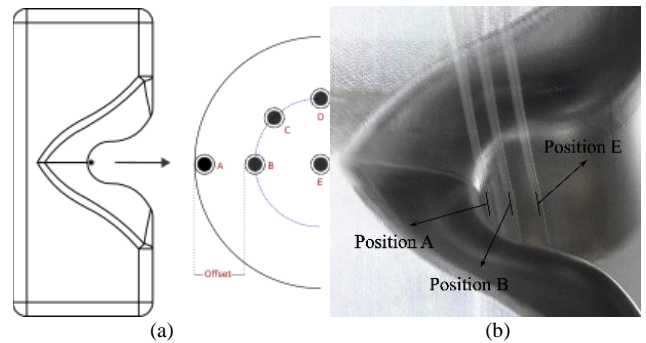 D
C
A
B
E
Offset
Position E
Position A
Position B
(a)
(b)